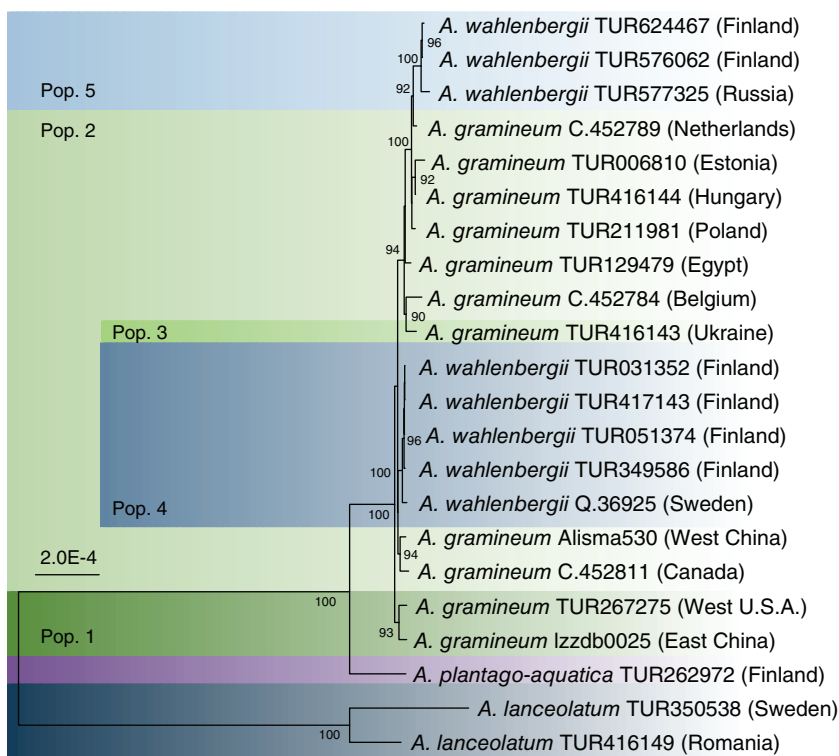 A. wahlenbergii TUR624467 (Finland)
96
100
A. wahlenbergii TUR576062 (Finland)
Pop. 5
92
A. wahlenbergii TUR577325 (Russia)
Pop. 2
A. gramineum C.452789 (Netherlands)
100
A. gramineum TUR006810 (Estonia)
92
A. gramineum TUR416144 (Hungary)
A. gramineum TUR211981 (Poland)
94
A. gramineum TUR129479 (Egypt)
A. gramineum C.452784 (Belgium)
90
Pop. 3
A. gramineum TUR416143 (Ukraine)
A. wahlenbergii TUR031352 (Finland)
A. wahlenbergii TUR417143 (Finland)
A. wahlenbergii TUR051374 (Finland)
96
100
A. wahlenbergii TUR349586 (Finland)
A. wahlenbergii Q.36925 (Sweden)
Pop. 4
100
A. gramineum Alisma530 (West China)
2.0E-4
94
A. gramineum C.452811 (Canada)
100
A. gramineum TUR267275 (West U.S.A.)
Pop. 1
93
A. gramineum lzzdb0025 (East China)
A. plantago-aquatica TUR262972 (Finland)
A. lanceolatum TUR350538 (Sweden)
100
A. lanceolatum TUR416149 (Romania)